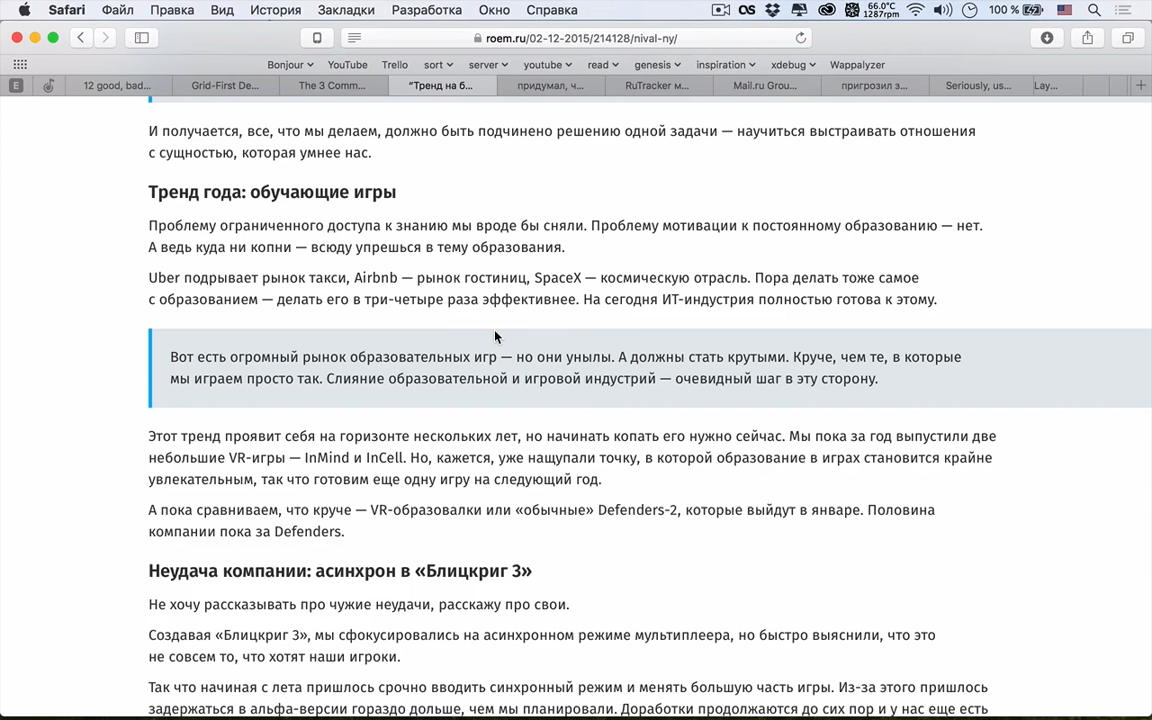 Safari Файл Правка Вид История Закладки Разработка Окно Справка 66.0°C 1287rpm 100 %
roem.ru/02-12-2015/214128/nival-ny/
Bonjour YouTube Trello sort server youtube read genesis inspiration xdebug Wappalyzer
E 12 good, bad... Grid-First De... The 3 Comm... "Тренд на б... придумал, ч... RuTracker м... Mail.ru Grou... пригрозил з... Seriously, us... Lay...
И получается, все, что мы делаем, должно быть подчинено решению одной задачи — научиться выстраивать отношения
с сущностью, которая умнее нас.
Тренд года: обучающие игры
Проблему ограниченного доступа к знанию мы вроде бы сняли. Проблему мотивации к постоянному образованию — нет.
А ведь куда ни копни — всюду упрешься в тему образования.
Uber подрывает рынок такси, Airbnb — рынок гостиниц, SpaceX — космическую отрасль. Пора делать тоже самое
с образованием — делать его в три-четыре раза эффективнее. На сегодня ИТ-индустрия полностью готова к этому.
Вот есть огромный рынок образовательных игр — но они унылы. А должны стать крутыми. Круче, чем те, в которые
мы играем просто так. Слияние образовательной и игровой индустрий — очевидный шаг в эту сторону.
Этот тренд проявит себя на горизонте нескольких лет, но начинать копать его нужно сейчас. Мы пока за год выпустили две
небольшие VR-игры — InMind и InCell. Но, кажется, уже нащупали точку, в которой образование в играх становится крайне
увлекательным, так что готовим еще одну игру на следующий год.
А пока сравниваем, что круче — VR-образовалки или «обычные» Defenders-2, которые выйдут в январе. Половина
компании пока за Defenders.
Неудача компании: асинхрон в «Блицкриг 3»
Не хочу рассказывать про чужие неудачи, расскажу про свои.
Создавая «Блицкриг 3», мы сфокусировались на асинхронном режиме мультиплеера, но быстро выяснили, что это
не совсем то, что хотят наши игроки.
Так что начиная с лета пришлось срочно вводить синхронный режим и менять большую часть игры. Из-за этого пришлось
задержаться в альфа-версии гораздо дольше, чем мы планировали. Доработки продолжаются до сих пор и у нас еще есть